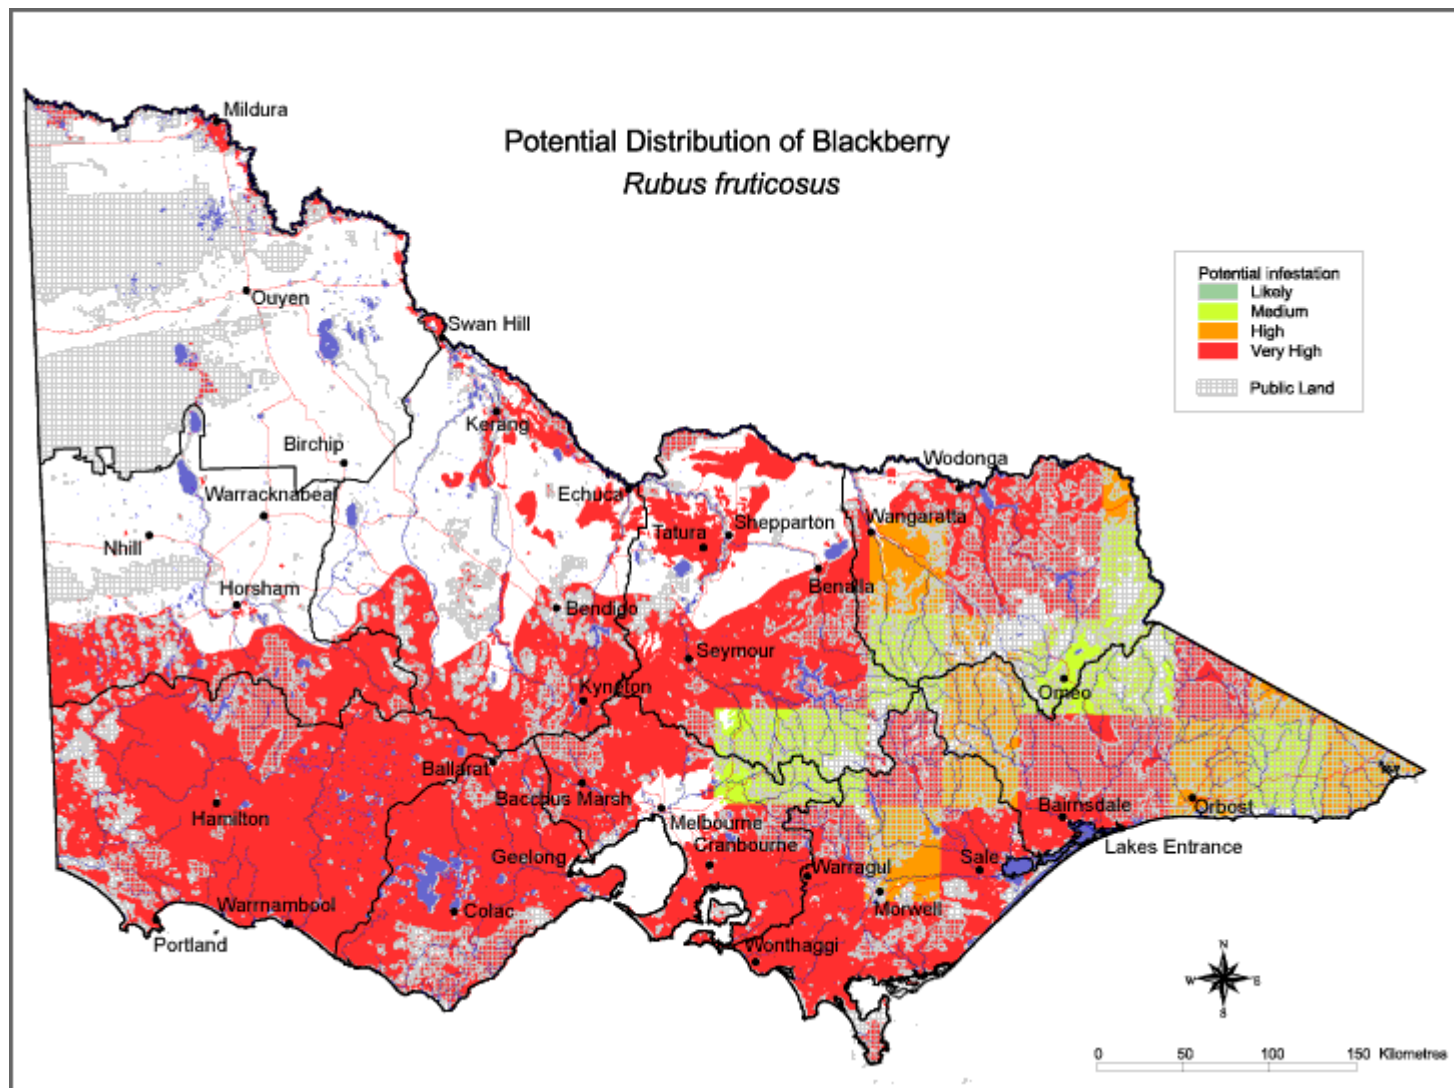 Potential Distribution of Blackberry
Rubus fruticosus
Mildura
Ouyen
Swan Hill
Potential infestation
Likely
Medium
High
Very High
Public Land
Kerang
Birchip
Warracknabeal
Echuca
Wodonga
Nhill
Tatura
Shepparton
Wangaratta
Horsham
Bendigo
Benalla
Seymour
Kyneton
Omeo
Ballarat
Bacchus Marsh
Hamilton
Melbourne
Bairnsdale
Orbost
Geelong
Cranbourne
Lakes Entrance
Warragul
Sale
Warrnambool
Colac
Morwell
Portland
Wonthaggi
N
W E
S
0 50 100 150 Kilometres